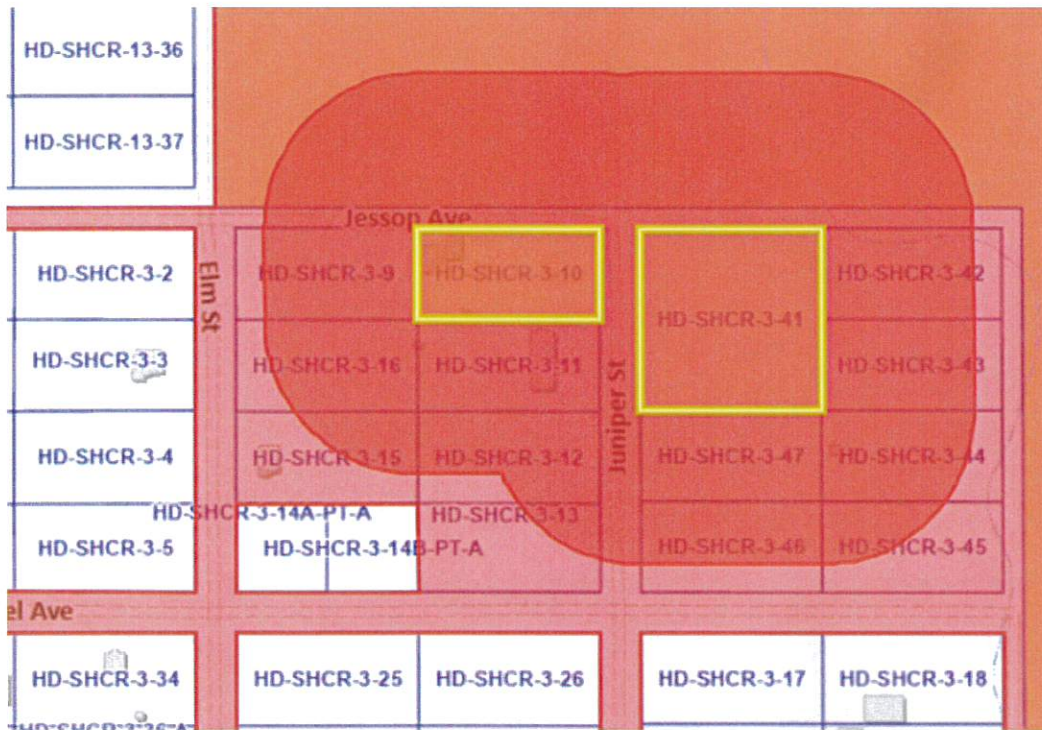 HD-SHCR-13-36
HD-SHCR-13-37
Jessop Ave
HD-SHCR-3-2
Elm St
HD-SHCR-3-9
HD-SHCR-3-10
HD-SHCR-3-41
HD-SHCR-3-42
HD-SHCR-3-3
HD-SHCR-3-16
HD-SHCR-3-11
Juniper St
HD-SHCR-3-43
HD-SHCR-3-4
HD-SHCR-3-15
HD-SHCR-3-12
HD-SHCR-3-47
HD-SHCR-3-44
HD-SHCR-3-14A-PT-A
HD-SHCR-3-13
HD-SHCR-3-5
HD-SHCR-3-14B-PT-A
HD-SHCR-3-46
HD-SHCR-3-45
el Ave
HD-SHCR-3-34
HD-SHCR-3-25
HD-SHCR-3-26
HD-SHCR-3-17
HD-SHCR-3-18
HD-SHCR-3-36-A